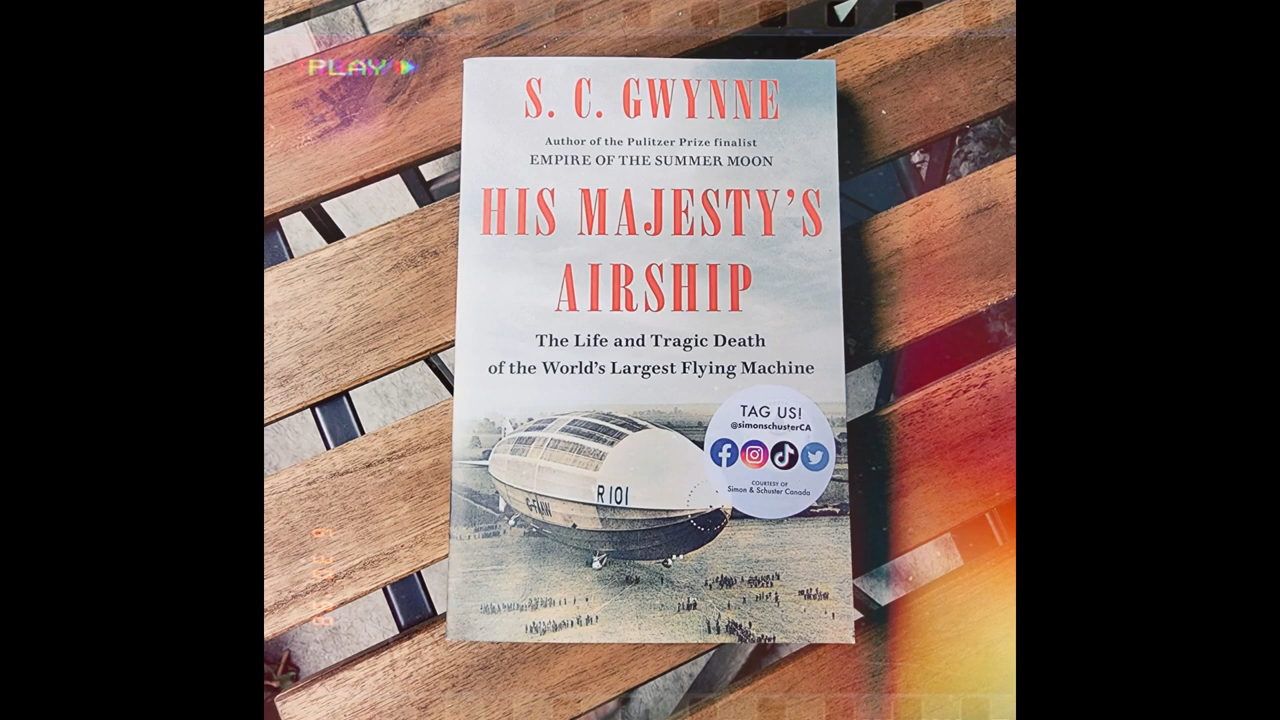 PLAY
S. C. GWYNNE
Author of the Pulitzer Prize finalist
EMPIRE OF THE SUMMER MOON
HIS MAJESTY'S
AIRSHIP
The Life and Tragic Death
of the World's Largest Flying Machine
TAG US!
@simonschusterCA
COURTESY OF
Simon & Schuster Canada
R101